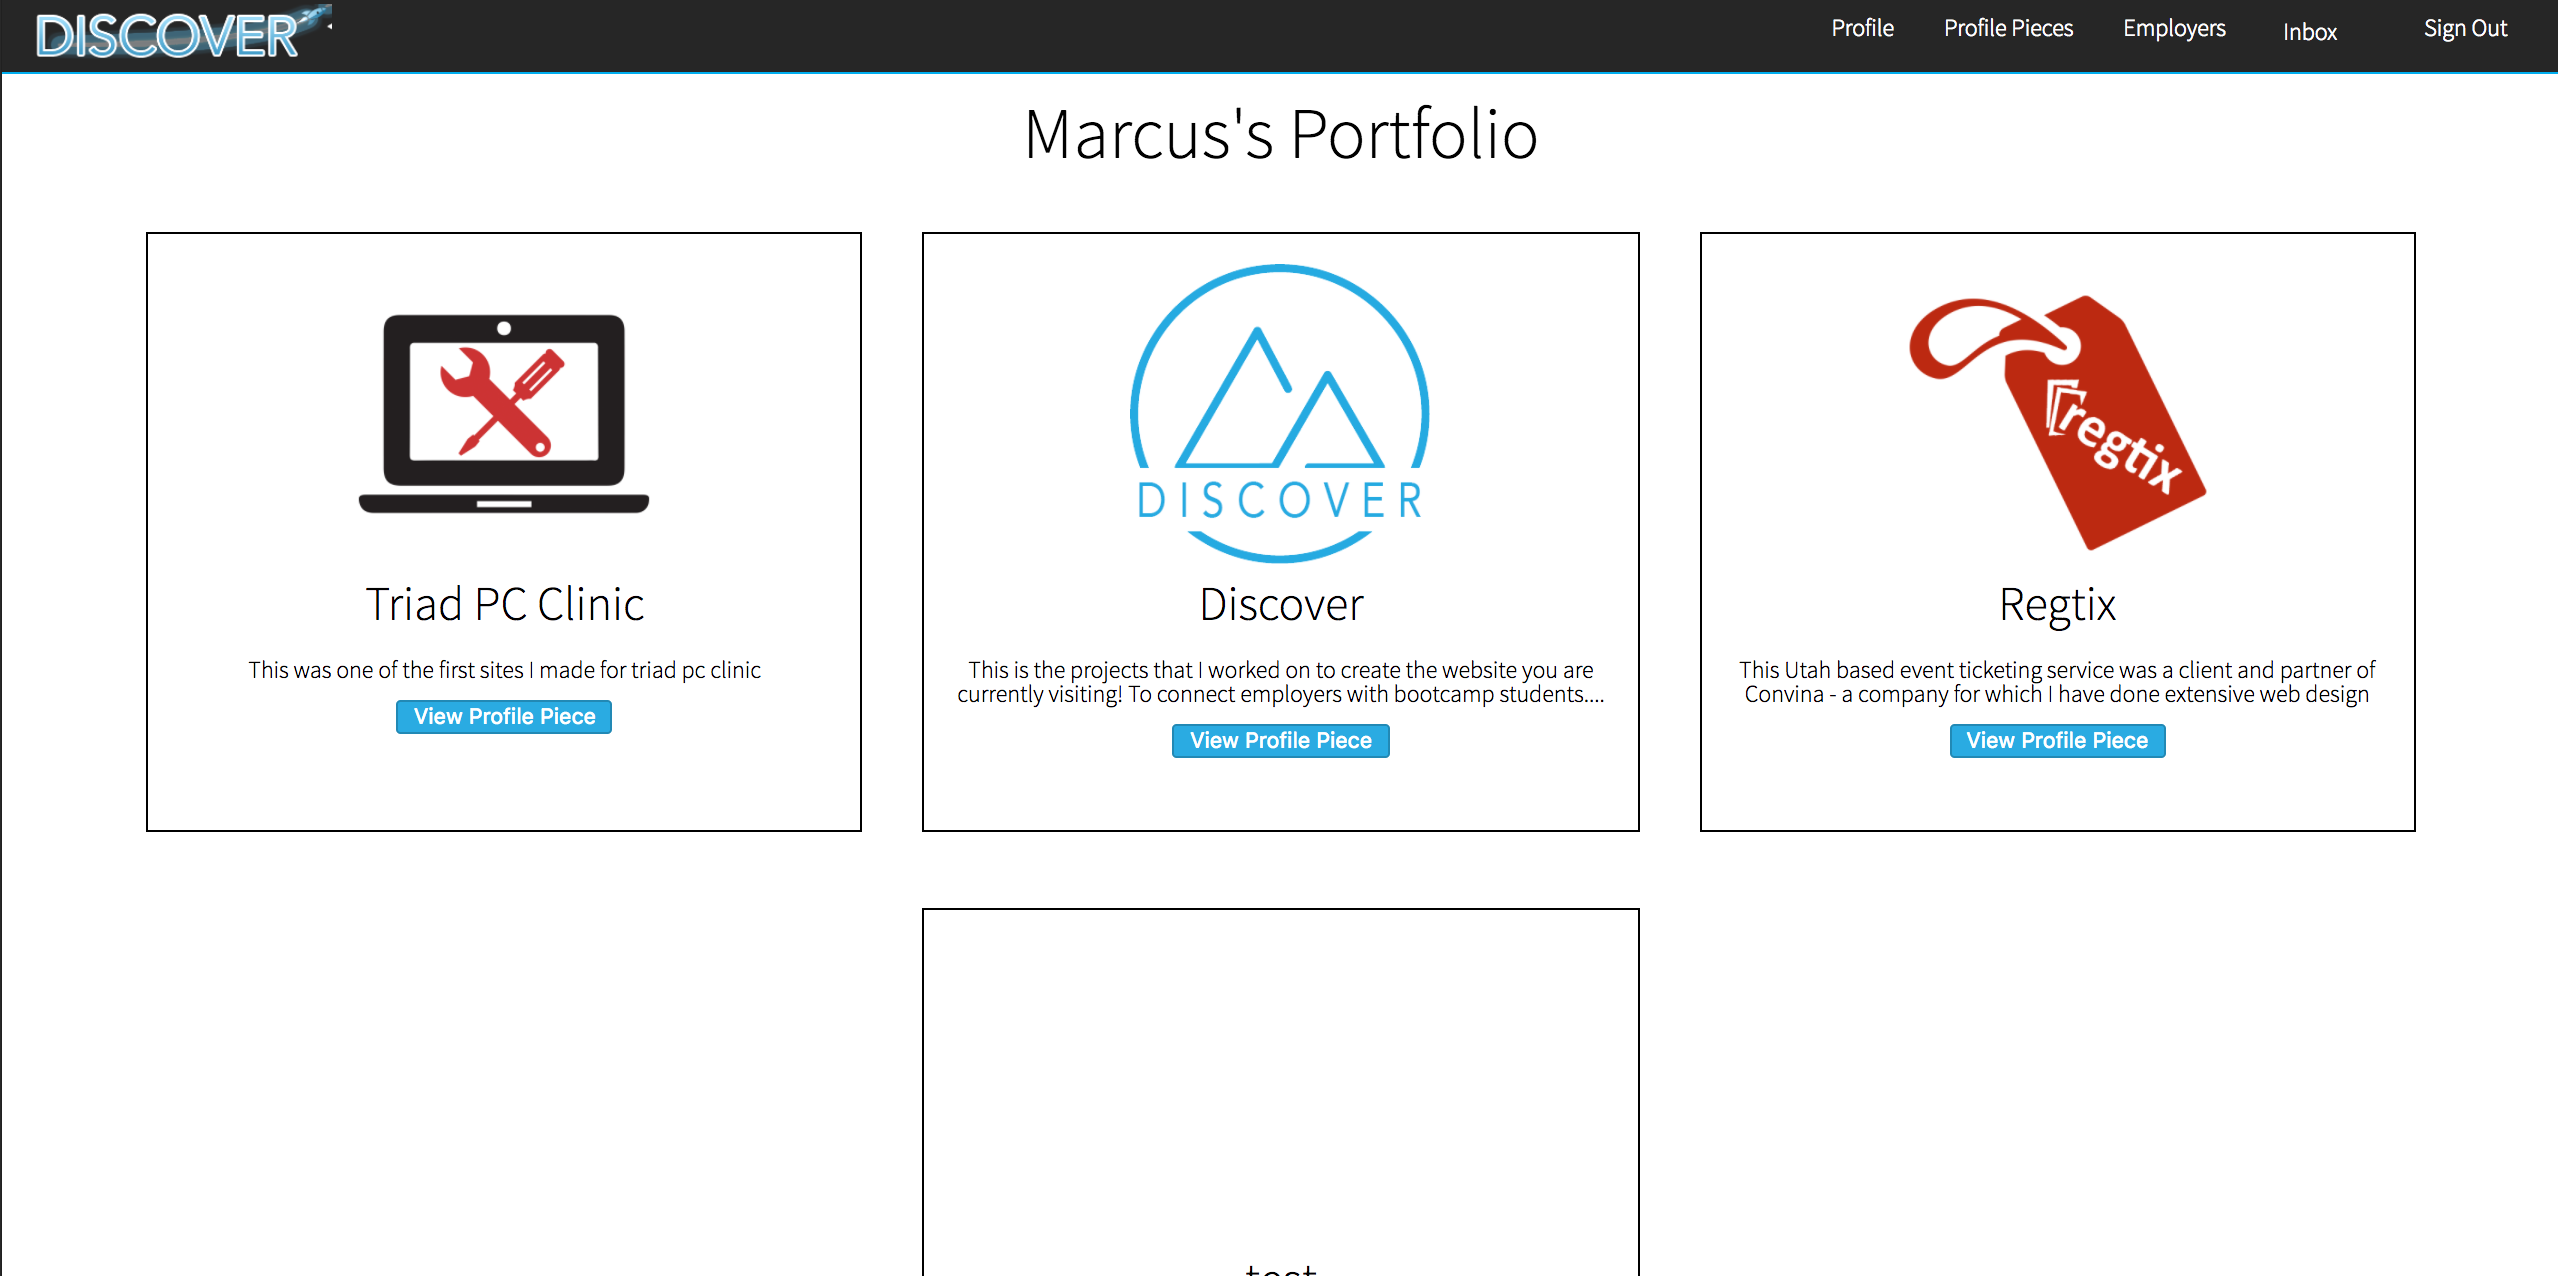 DISCOVER
Profile
Profile Pieces
Employers
Inbox
Sign Out
Marcus's Portfolio
DISCOVER
regtix
Triad PC Clinic
Discover
Regtix
This was one of the first sites I made for triad pc clinic
View Profile Piece
This is the projects that I worked on to create the website you are
currently visiting! To connect employers with bootcamp students....
View Profile Piece
This Utah based event ticketing service was a client and partner of
Convina - a company for which I have done extensive web design
View Profile Piece
test